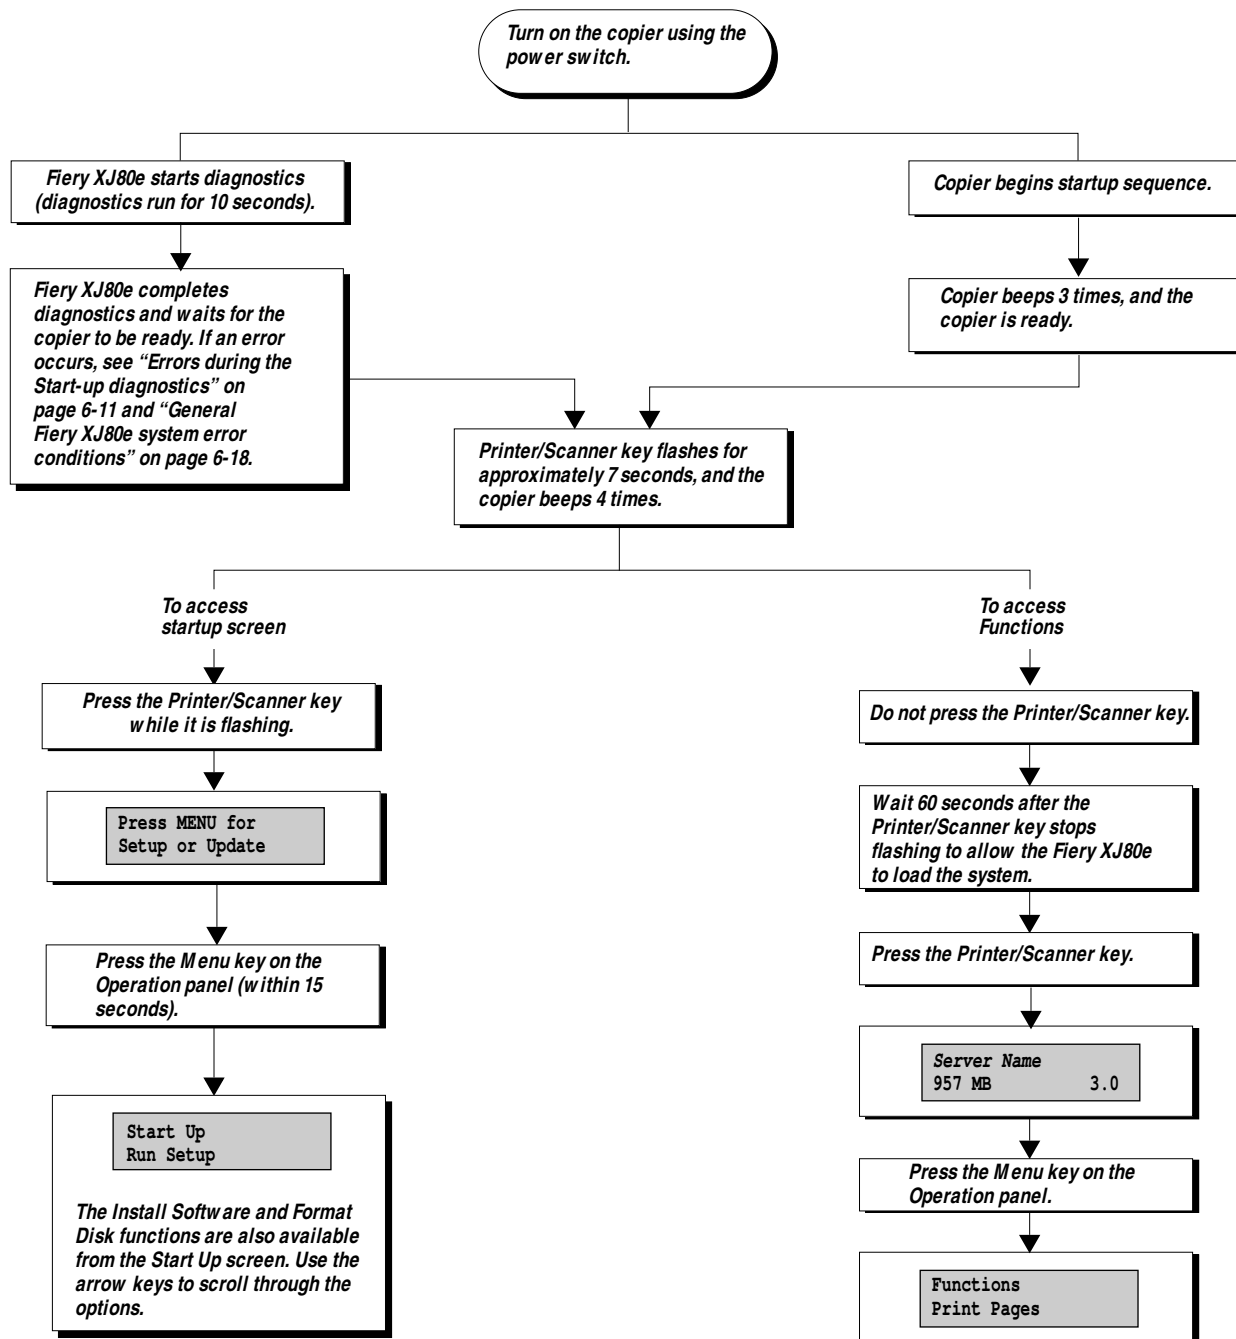 Turn on the copier using the
power switch.
Fiery XJ80e starts diagnostics
(diagnostics run for 10 seconds).
Copier begins startup sequence.
Fiery XJ80e completes
diagnostics and waits for the
copier to be ready. If an error
occurs, see “Errors during the
Start-up diagnostics” on
page 6-11 and “General
Fiery XJ80e system error
conditions” on page 6-18.
Copier beeps 3 times, and the
copier is ready.
Printer/Scanner key flashes for
approximately 7 seconds, and the
copier beeps 4 times.
To access
startup screen
Press the Printer/Scanner key
while it is flashing.
Press MENU for
Setup or Update
Press the Menu key on the
Operation panel (within 15
seconds).
Start Up
Run Setup
The Install Software and Format
Disk functions are also available
from the Start Up screen. Use the
arrow keys to scroll through the
options.
To access
Functions
Do not press the Printer/Scanner key.
Wait 60 seconds after the
Printer/Scanner key stops
flashing to allow the Fiery XJ80e
to load the system.
Press the Printer/Scanner key.
Server Name
957 MB 3.0
Press the Menu key on the
Operation panel.
Functions
Print Pages